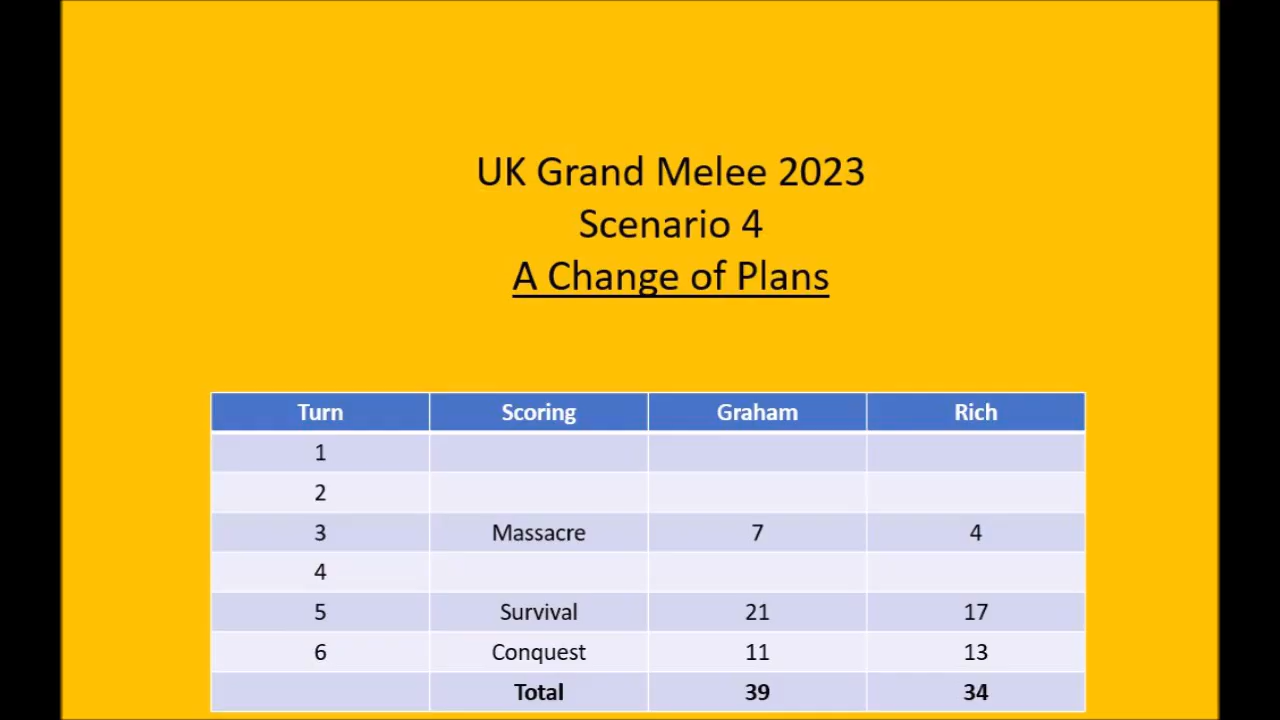 UK Grand Melee 2023
Scenario 4
A Change of Plans
Turn Scoring Graham Rich
1
2
3 Massacre 7 4
4
5 Survival 21 17
6 Conquest 11 13
Total 39 34